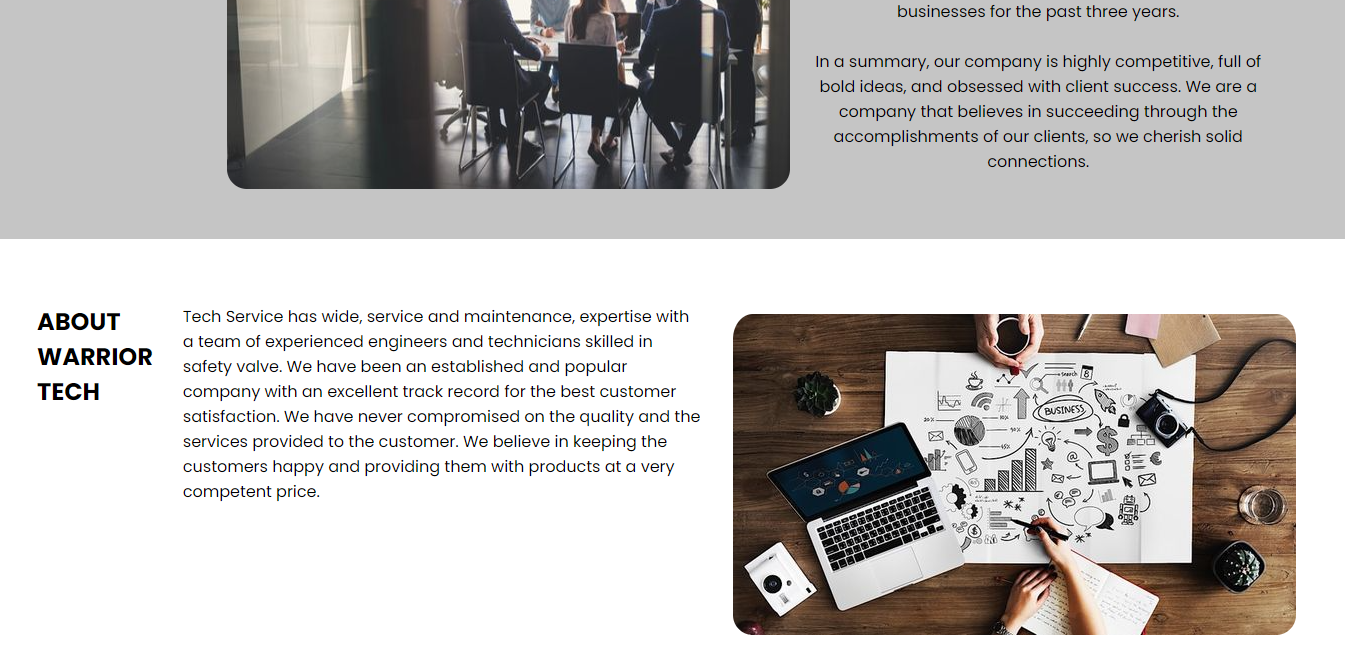 businesses for the past three years.
In a summary, our company is highly competitive, full of
bold ideas, and obsessed with client success. We are a
company that believes in succeeding through the
accomplishments of our clients, so we cherish solid
connections.
ABOUT
WARRIOR
TECH
Tech Service has wide, service and maintenance, expertise with
a team of experienced engineers and technicians skilled in
safety valve. We have been an established and popular
company with an excellent track record for the best customer
satisfaction. We have never compromised on the quality and the
services provided to the customer. We believe in keeping the
customers happy and providing them with products at a very
competent price.
search
BUSINESS